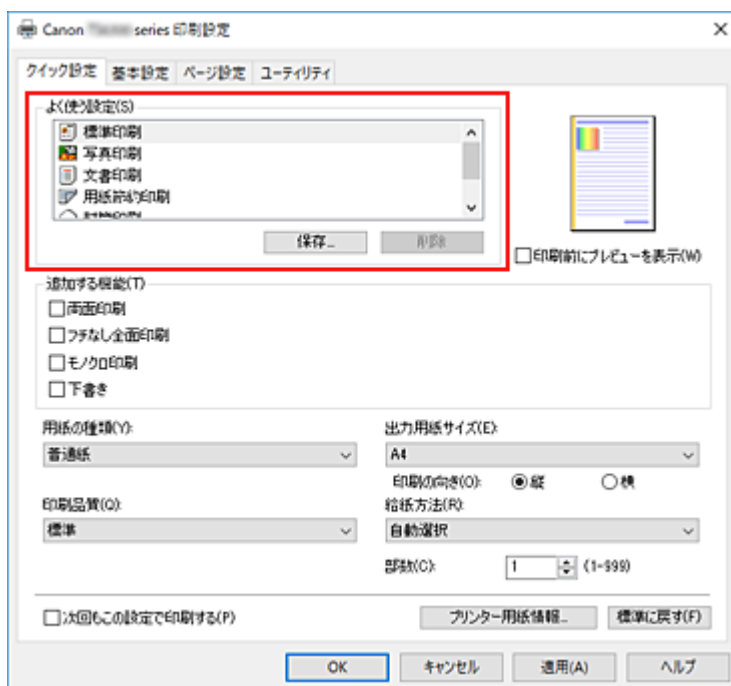 Canon series 印刷設定
クイック設定 基本設定 ページ設定 ユーティリティ
よく使う設定(S)
標準印刷
写真印刷
文書印刷
用紙節約印刷
保存... 削除
印刷前にプレビューを表示(W)
追加する機能(T)
両面印刷
フチなし全面印刷
モノクロ印刷
下書き
用紙の種類(Y): 出力用紙サイズ(E):
普通紙 A4
印刷の向き(O): 縦 横
印刷品質(Q): 給紙方法(R):
標準 自動選択
部数(C): 1 (1-999)
次回もこの設定で印刷する(P) プリンター用紙情報... 標準に戻す(F)
OK キャンセル 適用(A) ヘルプ